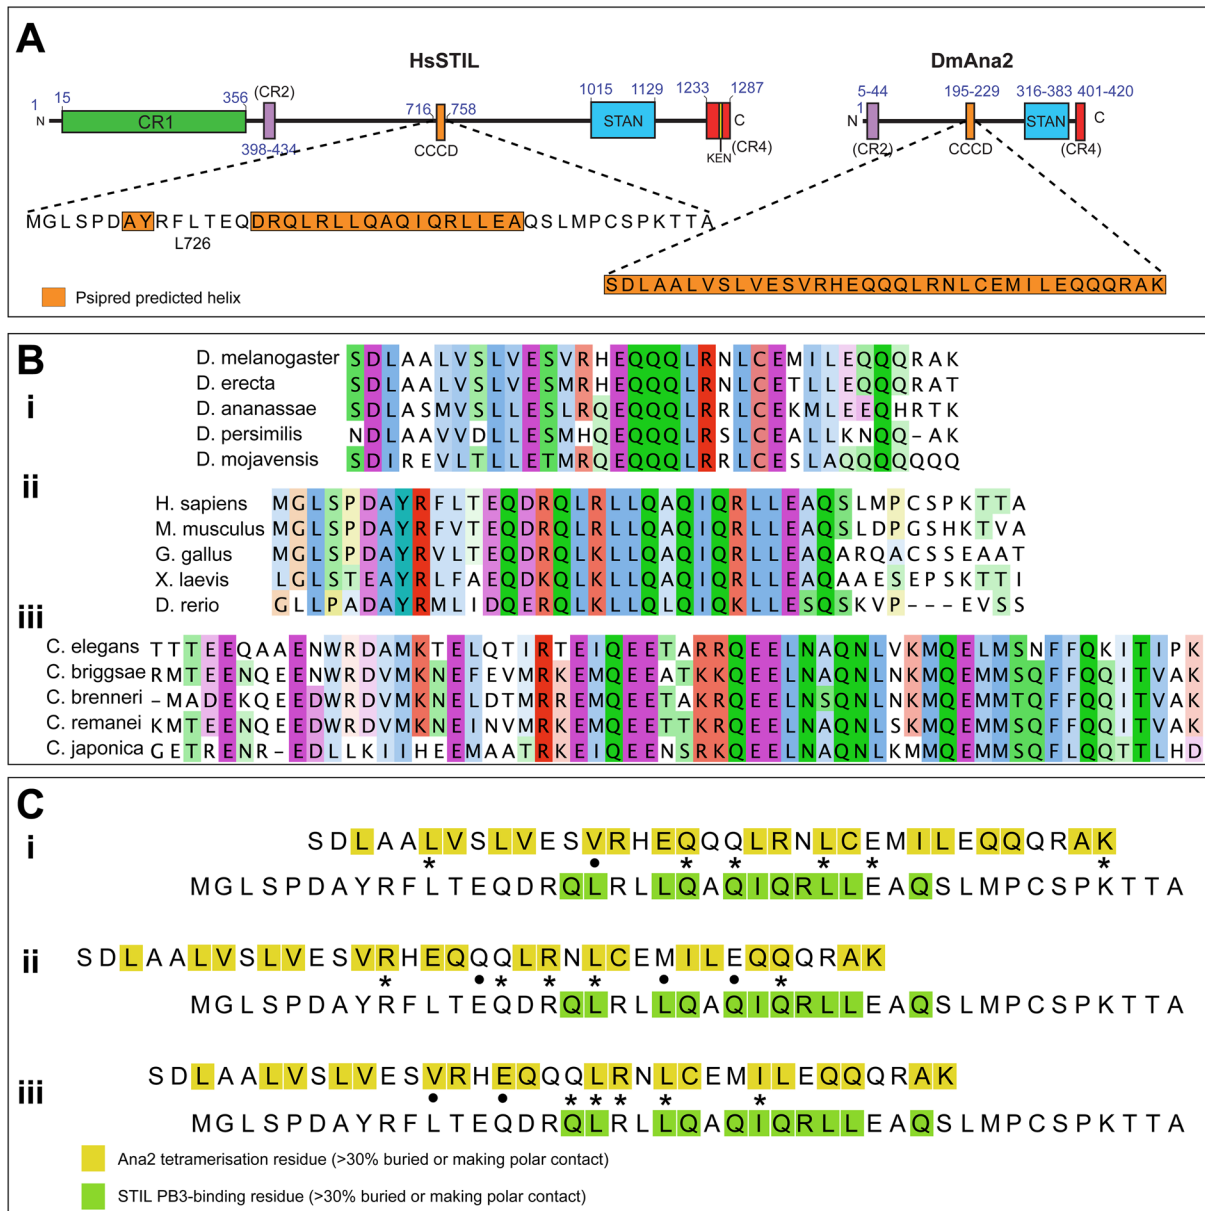 A
HsSTIL
DmAna2
1
15
356
(CR2)
716
758
1015
1129
1233
1287
5-44
195-229
316-383
401-420
1
N
CR1
STAN
C
N
STAN
C
398-434
CCCD
KEN
(CR4)
(CR2)
CCCD
(CR4)
MGLSPDAYRFLTEQDRQLRLLQAQIQRLLEAQSLMPCSPKTTA
L726
SDLAALVSLVESVRHEQQQLRNLCEMILEQQQRAK
Psipred predicted helix
B
i
D. melanogaster SDLAALVSLVESVRHEQQQLRNLCEMILEQQQRAK
D. erecta SDLAALVSLVESMRHEQQQLRNLCETLLEQQQRAT
D. ananassae SDLASMVSLLESLRQEQQQLRRLCEKMLEEQHRTK
D. persimilis NDLAAVVDLLESMHQEQQQLRSLCEALLKNQQ-AK
D. mojavensis SDIREVLTLLETMRQEQQQLRRLCESLAQQQQQQQ
ii
H. sapiens MGLSPDAYRFLTEQDRQLRLLQAQIQRLLEAQSLMPCSPKTTA
M. musculus MGLSPDAYRFVTEQDRQLRLLQAQIQRLLEAQSLDPGSHKTVA
G. gallus MGLSPDAYRVLTEQDRQLKLLQAQIQRLLEAQARQACSSEAAT
X. laevis LGLSTEAYRLFAEQDKQLKLLQAQIQRLLEAQAAESEPSKTTI
D. rerio GLLPADAYRMLIDQERQLKLLQLQIQKLLESQSKVP---EVSS
iii
C. elegans TTTEEQAAENWRDAMKTELQTIRTEIQEETARRQEELNAQNLVKMQELMSNFFQKITIPK
C. briggsae RMTEENQEENWRDVMKNEFEVMRKEMQEEATKKQEELNAQNLNKMQEMMSQFFQQITVAK
C. brenneri -MADEKQEEDWRDVMKNELDTMRREMQEETAKRQEELNSQNLNKMQEMMTQFFQQITVAK
C. remanei KMTEENQEEDWRDVMKNEINVMRKEMQEETTKRQEELNAQNLSKMQEMMSQFFQQITVAK
C. japonica GETRENR-EDLLKIIHEEMAATRKEIQEENSRKQEELNAQNLKMMQEMMSQFLQQTTLHD
C
i
SDLAALVSLVESVRHEQQQLRNLCEMILEQQQRAK
* • * * * * *
MGLSPDAYRFLTEQDRQLRLLQAQIQRLLEAQSLMPCSPKTTA
ii
SDLAALVSLVESVRHEQQQLRNLCEMILEQQQRAK
* • * * * • • *
MGLSPDAYRFLTEQDRQLRLLQAQIQRLLEAQSLMPCSPKTTA
iii
SDLAALVSLVESVRHEQQQLRNLCEMILEQQQRAK
• • * * * * *
MGLSPDAYRFLTEQDRQLRLLQAQIQRLLEAQSLMPCSPKTTA
Ana2 tetramerisation residue (>30% buried or making polar contact)
STIL PB3-binding residue (>30% buried or making polar contact)